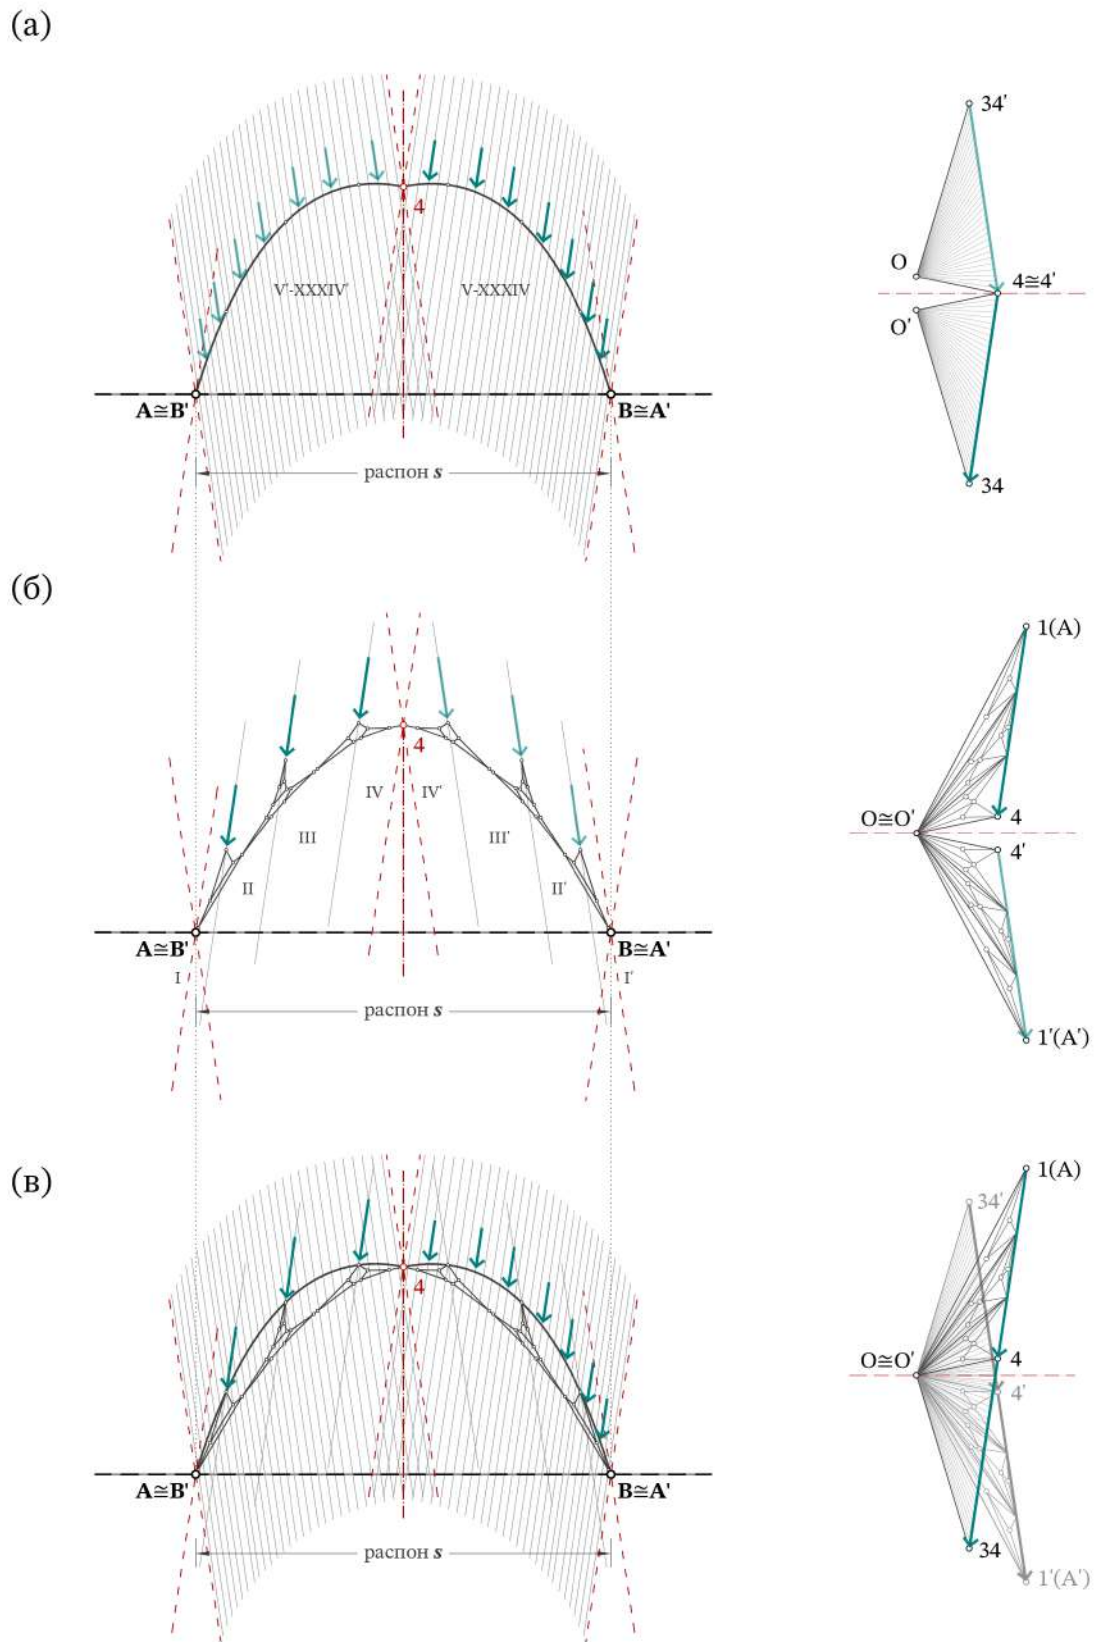 (а)
34'
4
O
4≅4'
V'-XXXIV'
V-XXXIV
O'
A≅B'
B≅A'
распон s
34
(б)
1(A)
4
O≅O'
4
4'
IV
IV'
III
III'
II
II'
A≅B'
B≅A'
I
I'
распон s
1'(A')
(в)
1(A)
34'
4
O≅O'
4
4'
A≅B'
B≅A'
распон s
34
1'(A')